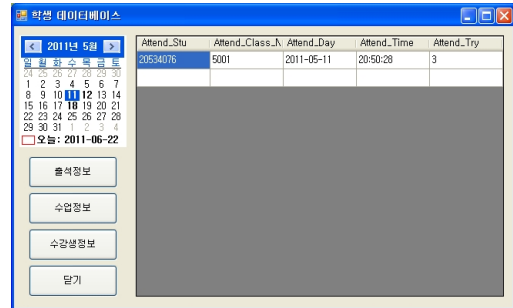 학생 데이터베이스
2011년 5월
일 월 화 수 목 금 토
24 25 26 27 28 29 30
1 2 3 4 5 6 7
8 9 10 11 12 13 14
15 16 17 18 19 20 21
22 23 24 25 26 27 28
29 30 31 1 2 3 4
오늘: 2011-06-22
출석정보
수업정보
수강생정보
닫기
Attend_Stu Attend_Class_N Attend_Day Attend_Time Attend_Try
20534076 5001 2011-05-11 20:50:28 3